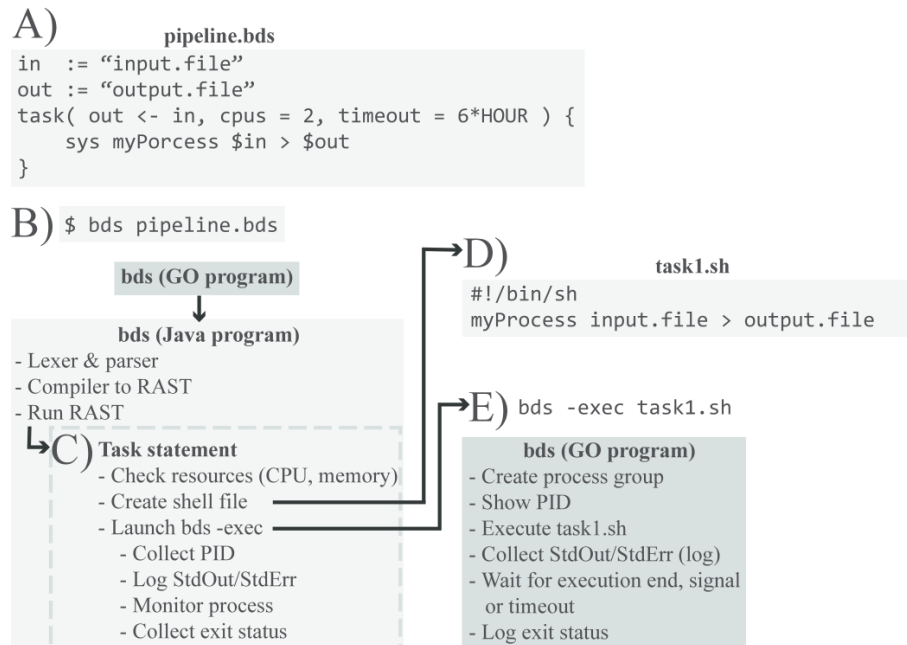 A)
pipeline.bds
in  := “input.file”
out := “output.file”
task( out <- in, cpus = 2, timeout = 6*HOUR ) {
    sys myPorcess $in > $out
}
B) $ bds pipeline.bds
bds (GO program)
bds (Java program)
- Lexer & parser
- Compiler to RAST
- Run RAST
C) Task statement
- Check resources (CPU, memory)
- Create shell file
- Launch bds -exec
- Collect PID
- Log StdOut/StdErr
- Monitor process
- Collect exit status
D)
task1.sh
#!/bin/sh
myProcess input.file > output.file
E) bds -exec task1.sh
bds (GO program)
- Create process group
- Show PID
- Execute task1.sh
- Collect StdOut/StdErr (log)
- Wait for execution end, signal
or timeout
- Log exit status